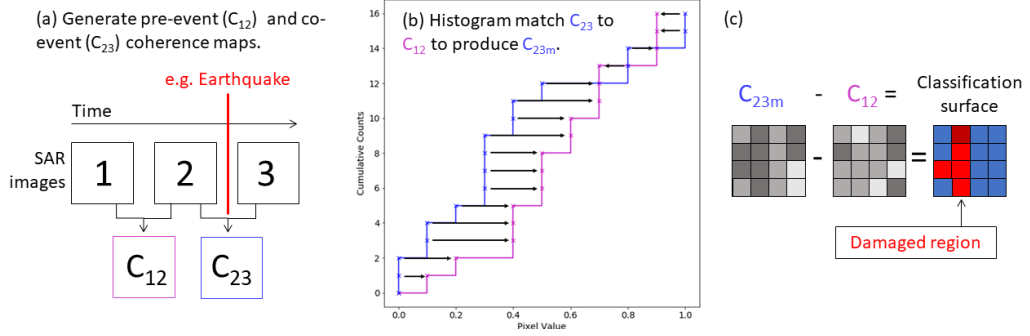 (a) Generate pre-event (C12) and co-
event (C23) coherence maps.
e.g. Earthquake
Time
SAR
images
1
2
3
C12
C23
(b) Histogram match C23 to
C12 to produce C23m.
Cumulative Counts
16
14
12
10
8
6
4
2
0
0.0
0.2
0.4
0.6
0.8
1.0
Pixel Value
(c)
C23m - C12 =
Classification
surface
- =
Damaged region